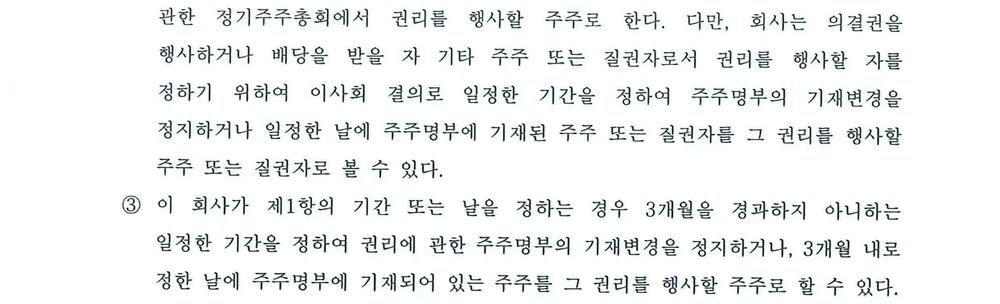 관한 정기주주총회에서 권리를 행사할 주주로 한다. 다만, 회사는 의결권을
행사하거나 배당을 받을 자 기타 주주 또는 질권자로서 권리를 행사할 자를
정하기 위하여 이사회 결의로 일정한 기간을 정하여 주주명부의 기재변경을
정지하거나 일정한 날에 주주명부에 기재된 주주 또는 질권자를 그 권리를 행사할
주주 또는 질권자로 볼 수 있다.
③ 이 회사가 제1항의 기간 또는 날을 정하는 경우 3개월을 경과하지 아니하는
일정한 기간을 정하여 권리에 관한 주주명부의 기재변경을 정지하거나, 3개월 내로
정한 날에 주주명부에 기재되어 있는 주주를 그 권리를 행사할 주주로 할 수 있다.